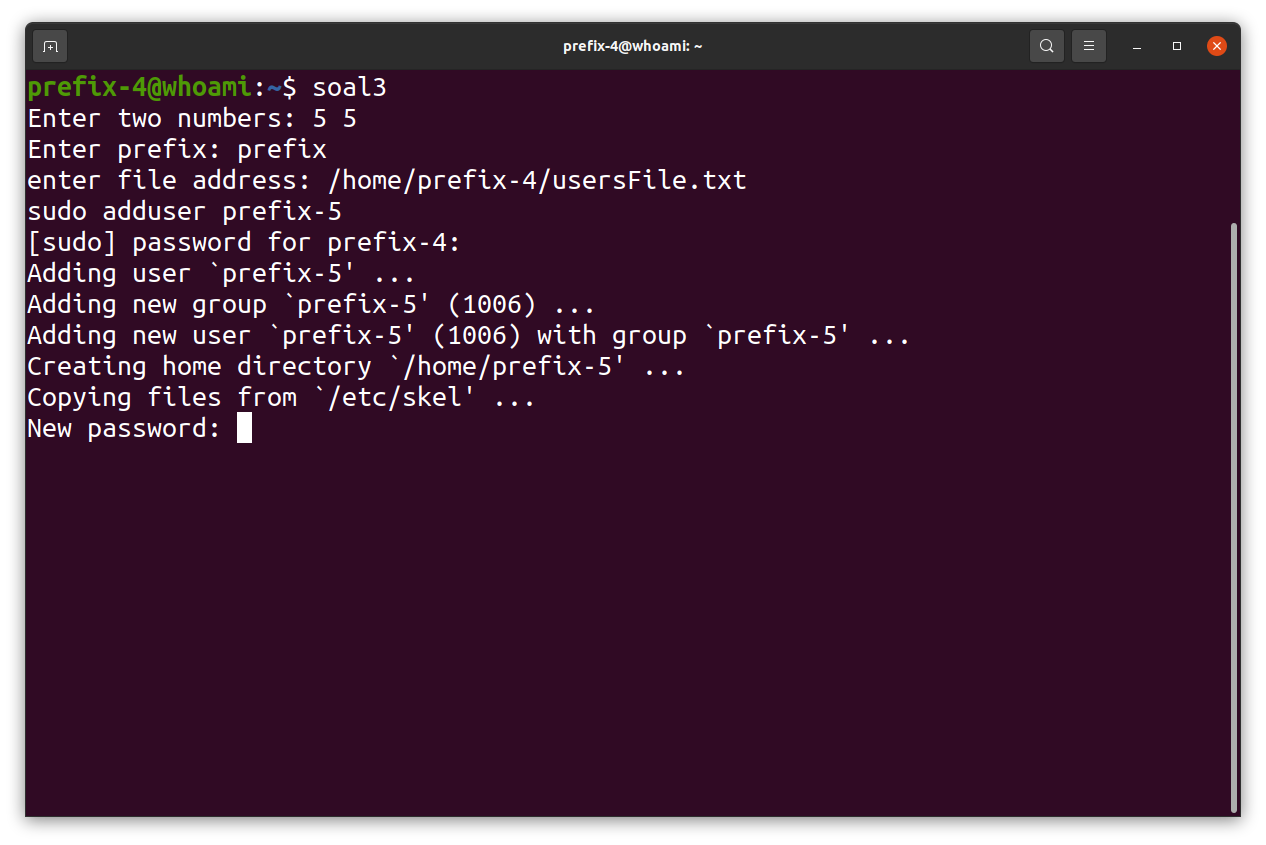 prefix-4@whoami: ~
prefix-4@whoami:~$ soal3
Enter two numbers: 5 5
Enter prefix: prefix
enter file address: /home/prefix-4/usersFile.txt
sudo adduser prefix-5
[sudo] password for prefix-4:
Adding user `prefix-5' ...
Adding new group `prefix-5' (1006) ...
Adding new user `prefix-5' (1006) with group `prefix-5' ...
Creating home directory `/home/prefix-5' ...
Copying files from `/etc/skel' ...
New password: